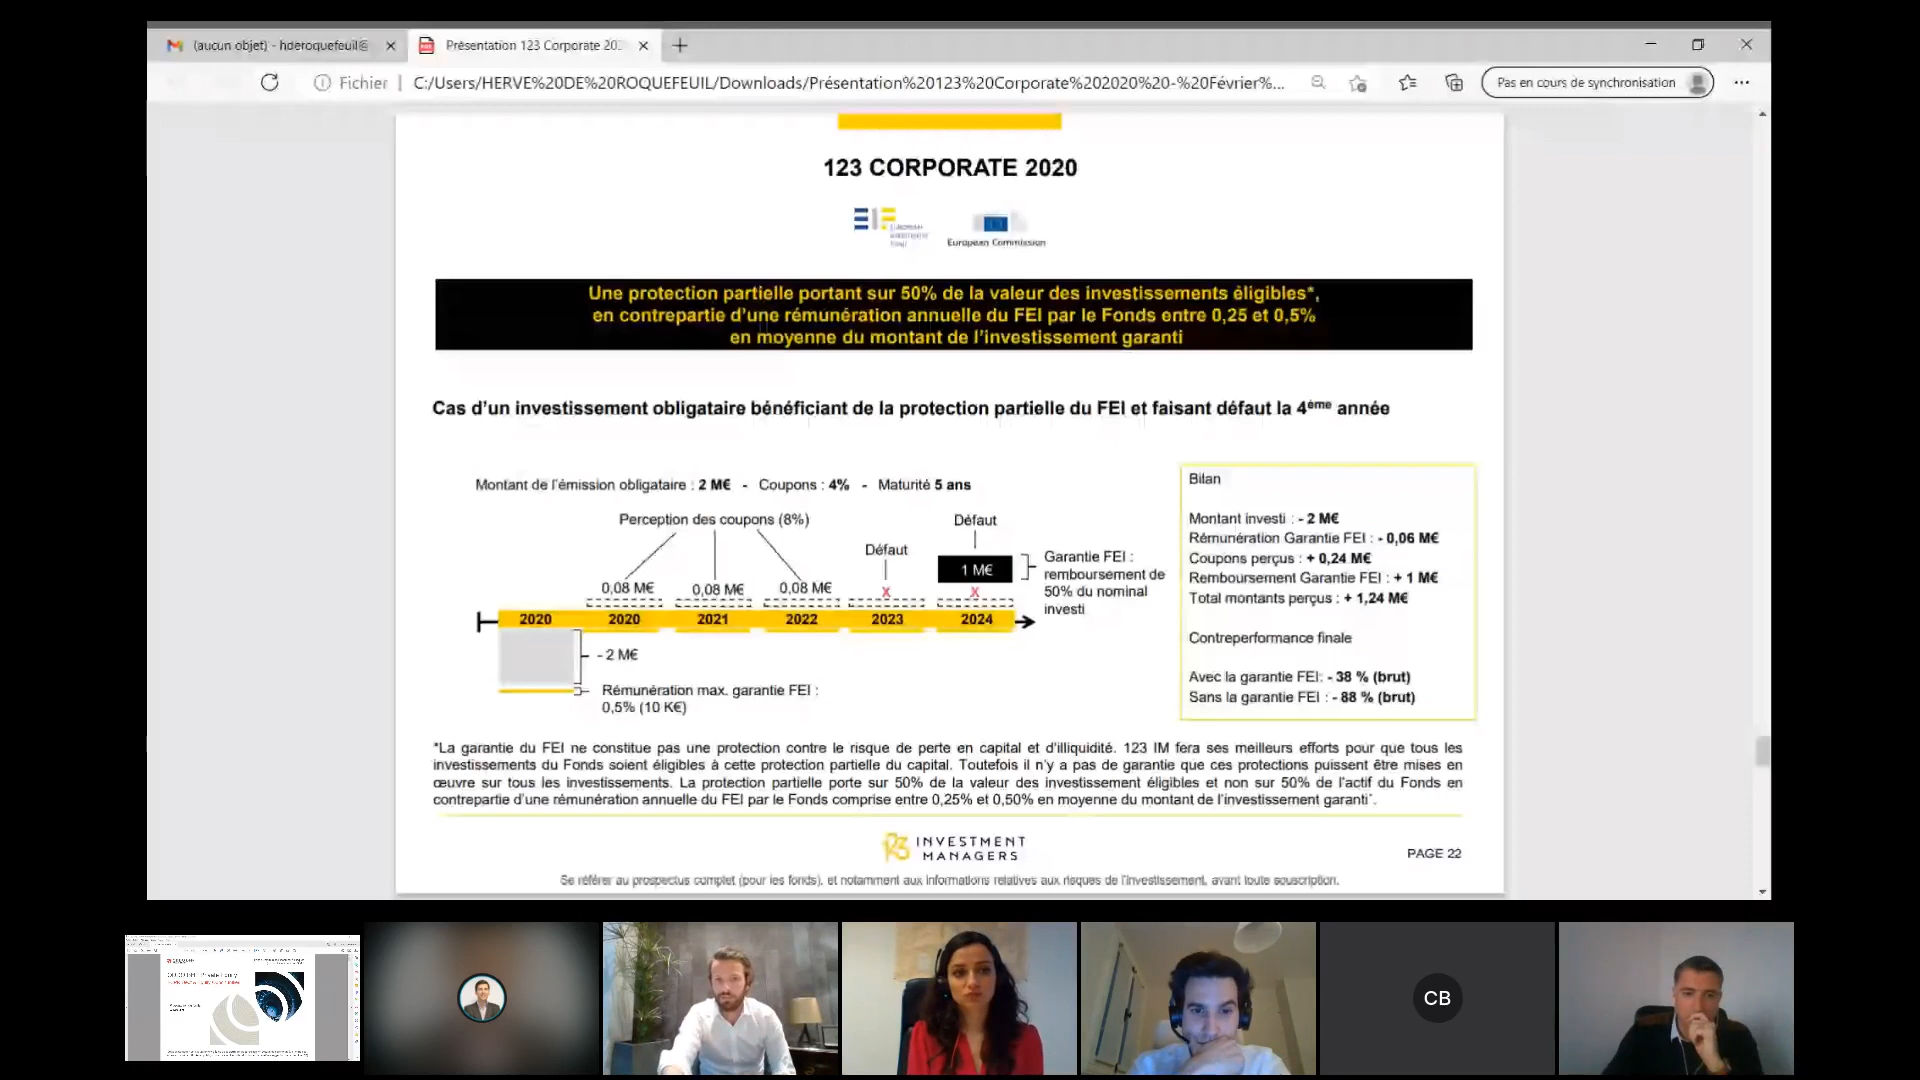 (aucun objet) - hderoquefeuil@
Présentation 123 Corporate 20
Fichier
C:/Users/HERVE%20DE%20ROQUEFEUIL/Downloads/Présentation%20123%20Corporate%202020%20-%20Février%...
Pas en cours de synchronisation
123 CORPORATE 2020
EIF
European Commission
Une protection partielle portant sur 50% de la valeur des investissements éligibles*,
en contrepartie d'une rémunération annuelle du FEI par le Fonds entre 0,25 et 0,5%
en moyenne du montant de l'investissement garanti
Cas d'un investissement obligataire bénéficiant de la protection partielle du FEI et faisant défaut la 4ème année
Montant de l'émission obligataire : 2 M€ - Coupons : 4% - Maturité 5 ans
Perception des coupons (8%)
Défaut
Défaut
1 M€
Garantie FEI :
remboursement de
50% du nominal
investi
0,08 M€ 0,08 M€ 0,08 M€ X X
2020 2020 2021 2022 2023 2024
- 2 M€
Rémunération max. garantie FEI :
0,5% (10 K€)
Bilan
Montant investi : - 2 M€
Rémunération Garantie FEI : - 0,06 M€
Coupons perçus : + 0,24 M€
Remboursement Garantie FEI : + 1 M€
Total montants perçus : + 1,24 M€
Contreperformance finale
Avec la garantie FEI: - 38 % (brut)
Sans la garantie FEI : - 88 % (brut)
*La garantie du FEI ne constitue pas une protection contre le risque de perte en capital et d'illiquidité. 123 IM fera ses meilleurs efforts pour que tous les
investissements du Fonds soient éligibles à cette protection partielle du capital. Toutefois il n'y a pas de garantie que ces protections puissent être mises en
œuvre sur tous les investissements. La protection partielle porte sur 50% de la valeur des investissement éligibles et non sur 50% de l'actif du Fonds en
contrepartie d'une rémunération annuelle du FEI par le Fonds comprise entre 0,25% et 0,50% en moyenne du montant de l'investissement garanti*.
INVESTMENT
MANAGERS
PAGE 22
Se référer au prospectus complet (pour les fonds), et notamment aux informations relatives aux risques de l'investissement, avant toute souscription.
CB